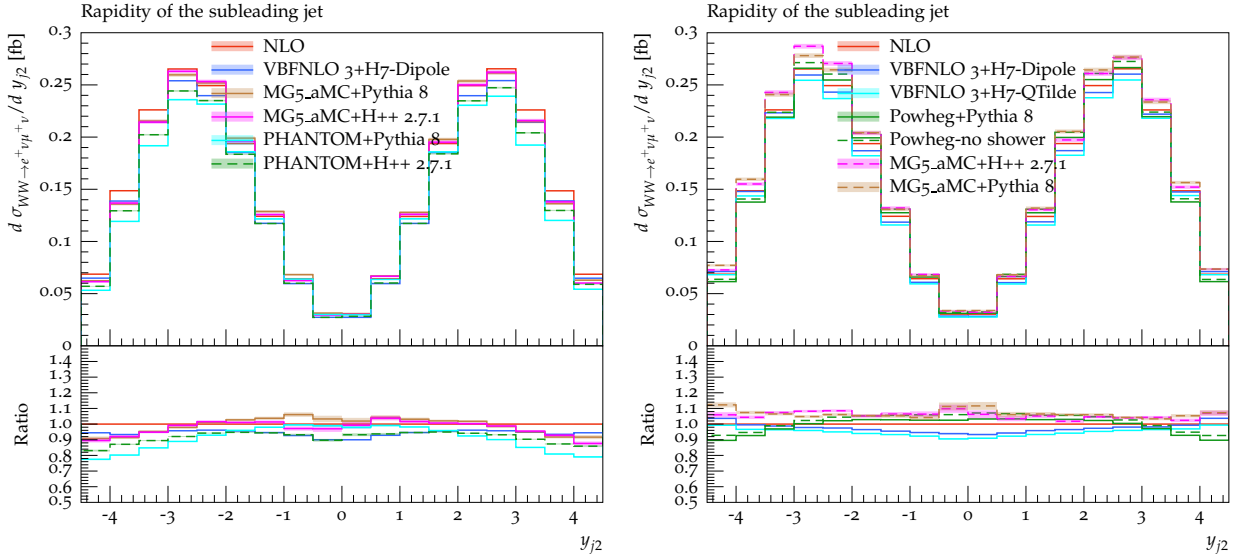 Rapidity of the subleading jet
d σ_{WW→e⁺νμ⁺ν}/d y_{j2} [fb]
NLO
VBFNLO 3+H7-Dipole
MG5_aMC+Pythia 8
MG5_aMC+H++ 2.7.1
PHANTOM+Pythia 8
PHANTOM+H++ 2.7.1
0.25
0.2
0.15
0.1
0.05
0
1.4
1.3
1.2
1.1
1.0
0.9
0.8
0.7
0.6
0.5
Ratio
-4 -3 -2 -1 0 1 2 3 4
y_{j2}
Rapidity of the subleading jet
d σ_{WW→e⁺νμ⁺ν}/d y_{j2} [fb]
NLO
VBFNLO 3+H7-Dipole
VBFNLO 3+H7-QTilde
Powheg+Pythia 8
Powheg-no shower
MG5_aMC+H++ 2.7.1
MG5_aMC+Pythia 8
0.25
0.2
0.15
0.1
0.05
0
1.4
1.3
1.2
1.1
1.0
0.9
0.8
0.7
0.6
0.5
Ratio
-4 -3 -2 -1 0 1 2 3 4
y_{j2}